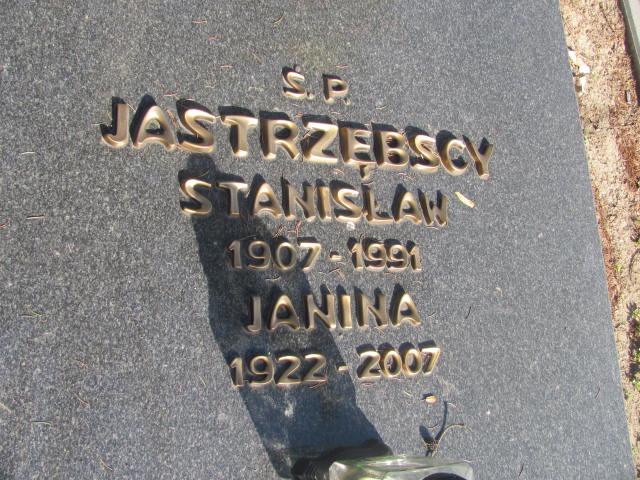 Ś. P.
JASTRZĘBSCY
STANISŁAW
1907 - 1991
JANINA
1922 - 2007